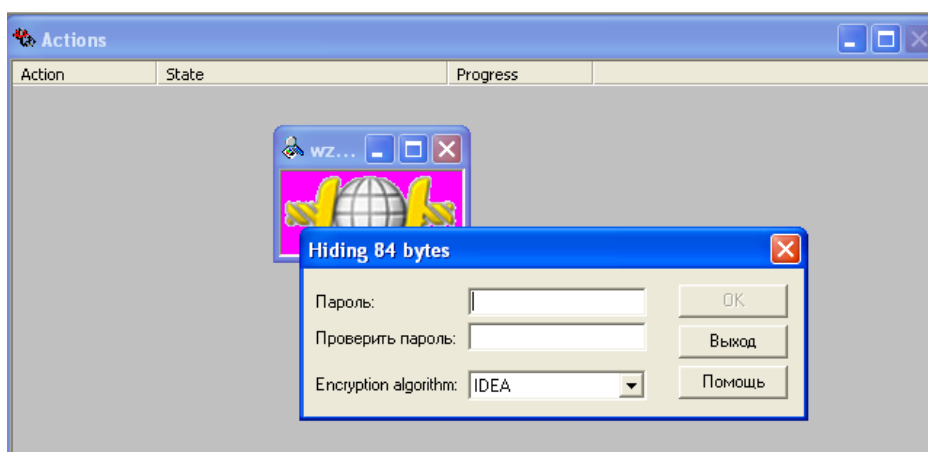 Actions
Action State Progress
wz...
Hiding 84 bytes
Пароль: OK
Проверить пароль: Выход
Encryption algorithm: IDEA Помощь